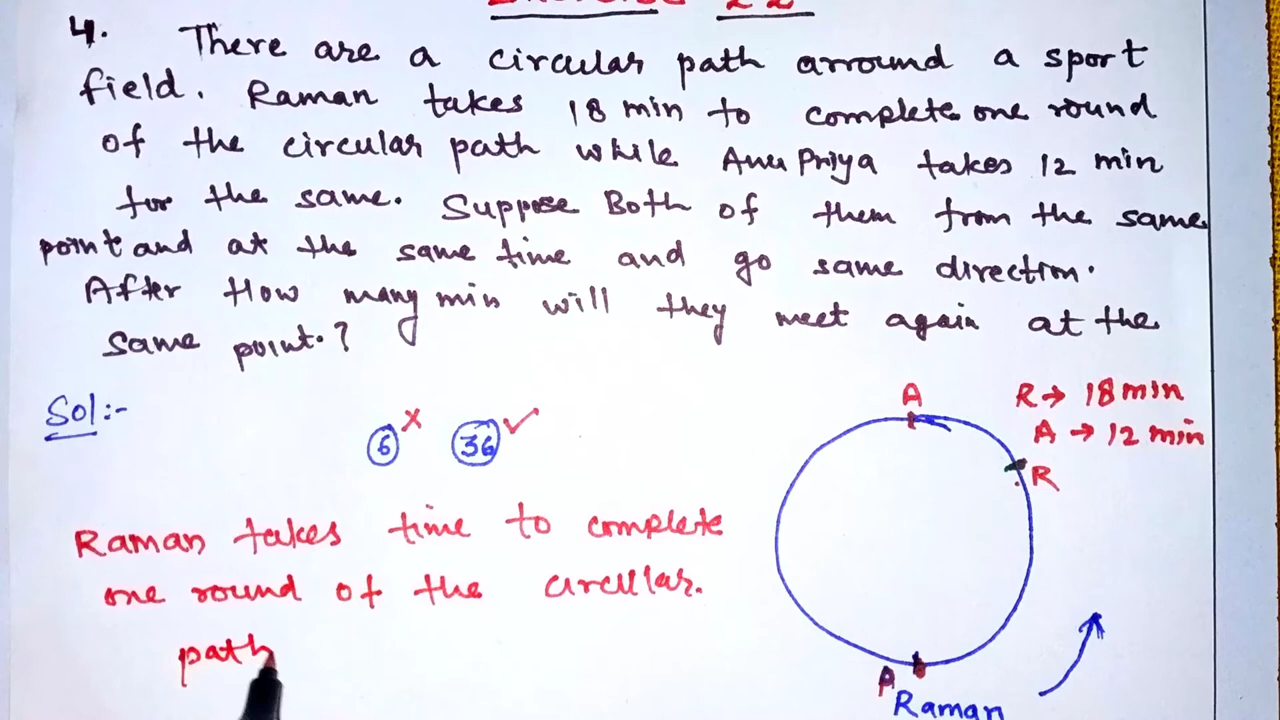 4. There are a circular path arround a sport
field. Raman takes 18 min to complete one round
of the circular path while Anu Priya takes 12 min
for the same. Suppose Both of them from the same
point and at the same time and go same direction.
After How many min will they meet again at the
same point.?
Sol:-
6 x 36 ✓
Raman takes time to complete
one round of the circular.
path
A
R → 18 min
A → 12 min
R
A
Raman